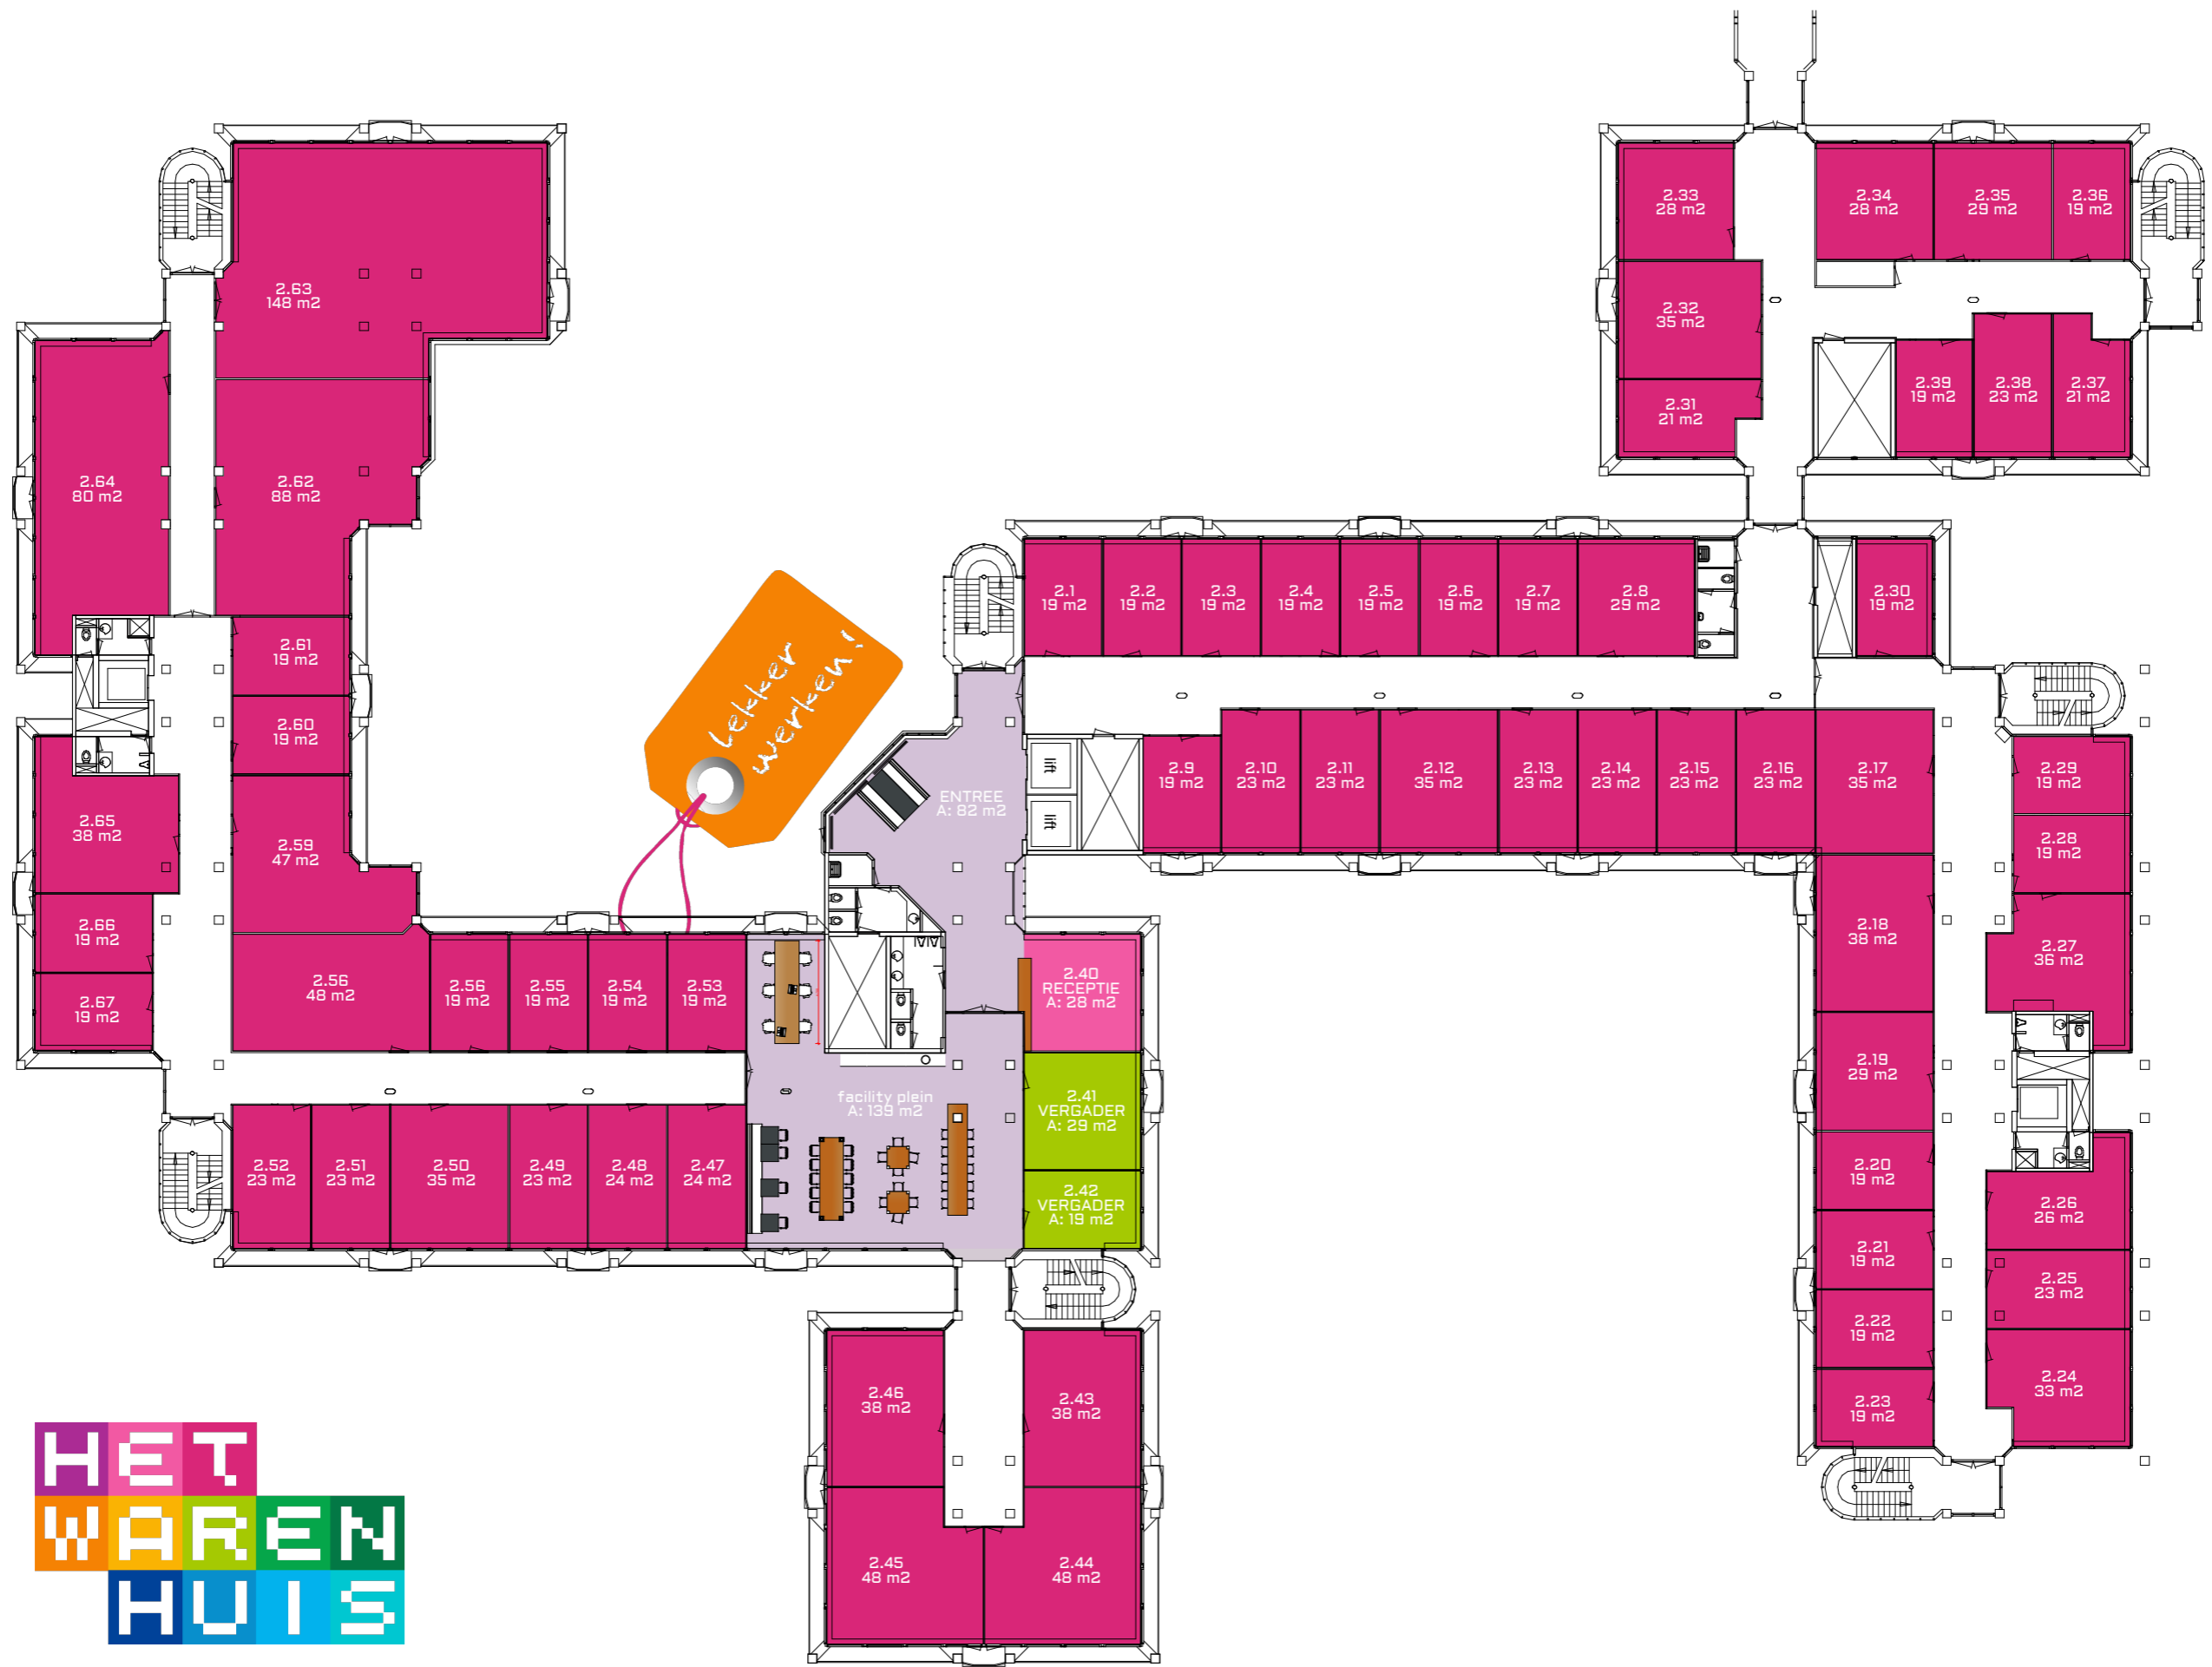 2.33
28 m2
2.34
28 m2
2.35
29 m2
2.36
19 m2
2.63
148 m2
2.32
35 m2
2.31
21 m2
2.39
19 m2
2.38
23 m2
2.37
21 m2
2.64
80 m2
2.62
88 m2
2.1
19 m2
2.2
19 m2
2.3
19 m2
2.4
19 m2
2.5
19 m2
2.6
19 m2
2.7
19 m2
2.8
29 m2
2.30
19 m2
2.61
19 m2
2.60
19 m2
Lekker
werken!
ENTREE
A: 82 m2
lift
lift
2.9
19 m2
2.10
23 m2
2.11
23 m2
2.12
35 m2
2.13
23 m2
2.14
23 m2
2.15
23 m2
2.16
23 m2
2.17
35 m2
2.29
19 m2
2.28
19 m2
2.65
38 m2
2.59
47 m2
2.66
19 m2
2.67
19 m2
2.56
48 m2
2.56
19 m2
2.55
19 m2
2.54
19 m2
2.53
19 m2
2.40
RECEPTIE
A: 28 m2
2.18
38 m2
2.27
36 m2
2.19
29 m2
facility plein
A: 139 m2
2.41
VERGADER
A: 29 m2
2.42
VERGADER
A: 19 m2
2.52
23 m2
2.51
23 m2
2.50
35 m2
2.49
23 m2
2.48
24 m2
2.47
24 m2
2.20
19 m2
2.21
19 m2
2.22
19 m2
2.23
19 m2
2.26
26 m2
2.25
23 m2
2.24
33 m2
2.46
38 m2
2.43
38 m2
2.45
48 m2
2.44
48 m2
HET
WAREN
HUIS